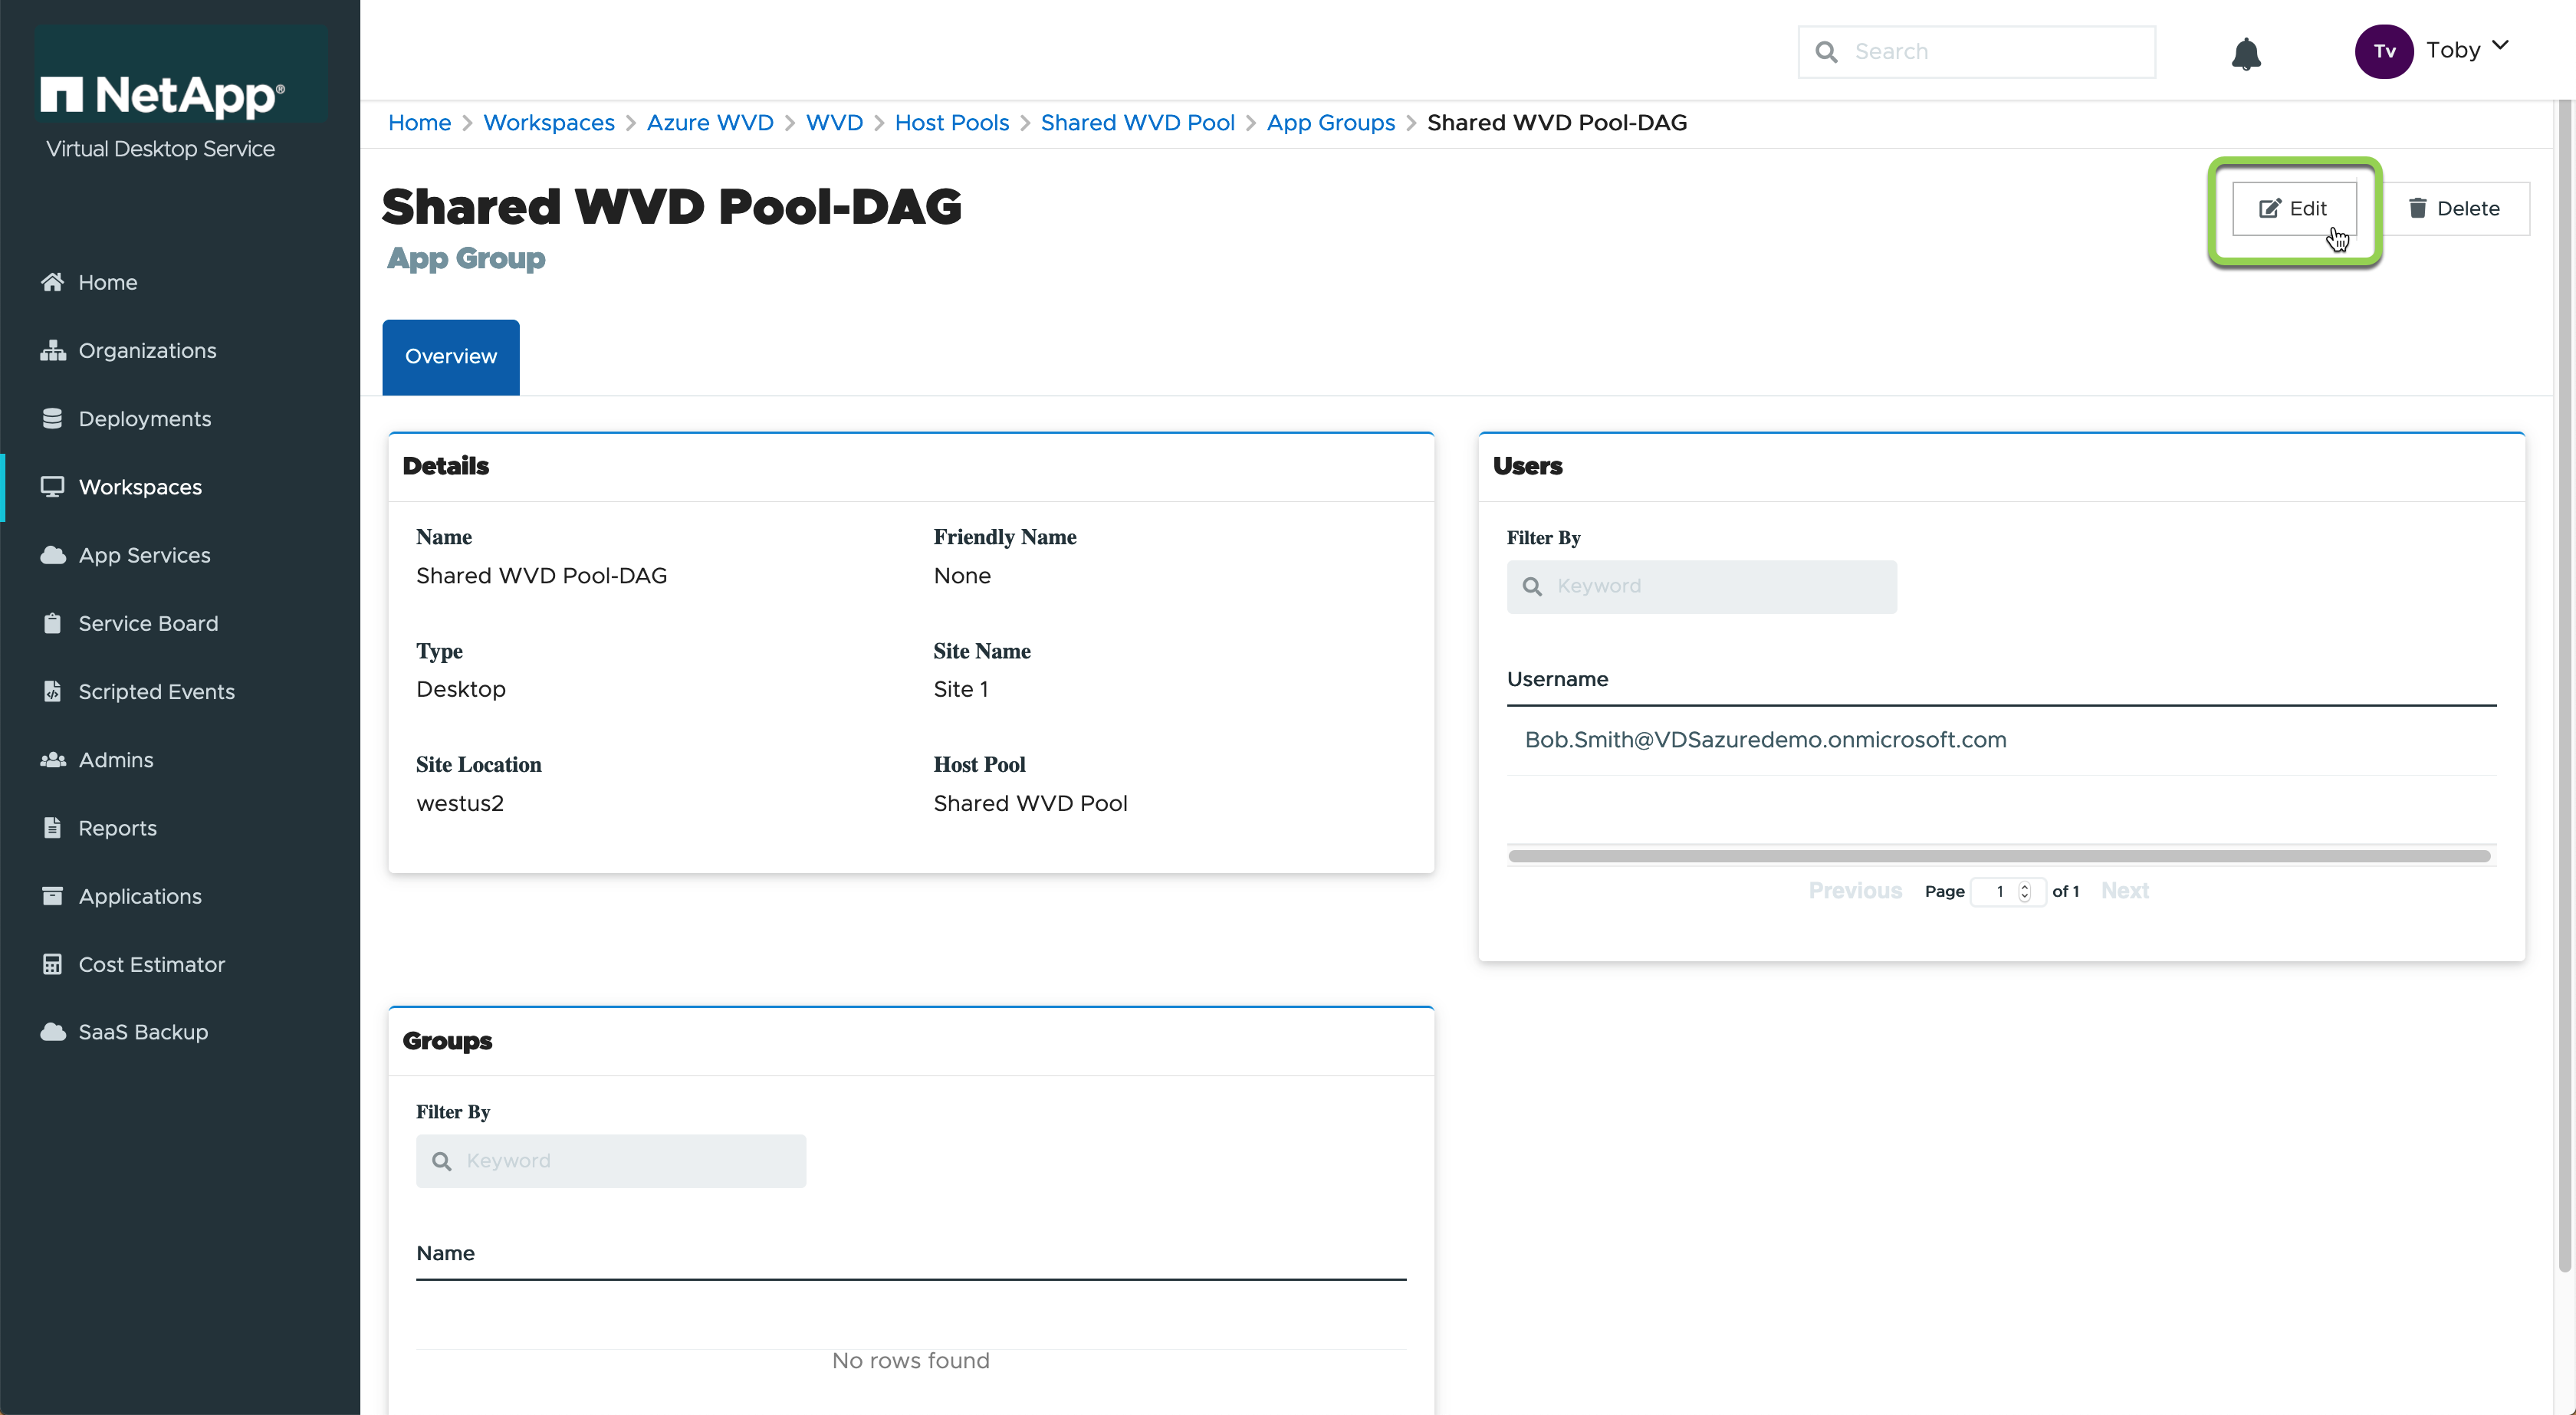 NetApp®
Virtual Desktop Service
Search
Tv
Toby
Home > Workspaces > Azure WVD > WVD > Host Pools > Shared WVD Pool > App Groups > Shared WVD Pool-DAG
Shared WVD Pool-DAG
App Group
Edit
Delete
Home
Organizations
Deployments
Workspaces
App Services
Service Board
Scripted Events
Admins
Reports
Applications
Cost Estimator
SaaS Backup
Overview
Details
Name
Friendly Name
Shared WVD Pool-DAG
None
Type
Site Name
Desktop
Site 1
Site Location
Host Pool
westus2
Shared WVD Pool
Users
Filter By
Keyword
Username
Bob.Smith@VDSazuredemo.onmicrosoft.com
Previous Page 1 of 1 Next
Groups
Filter By
Keyword
Name
No rows found